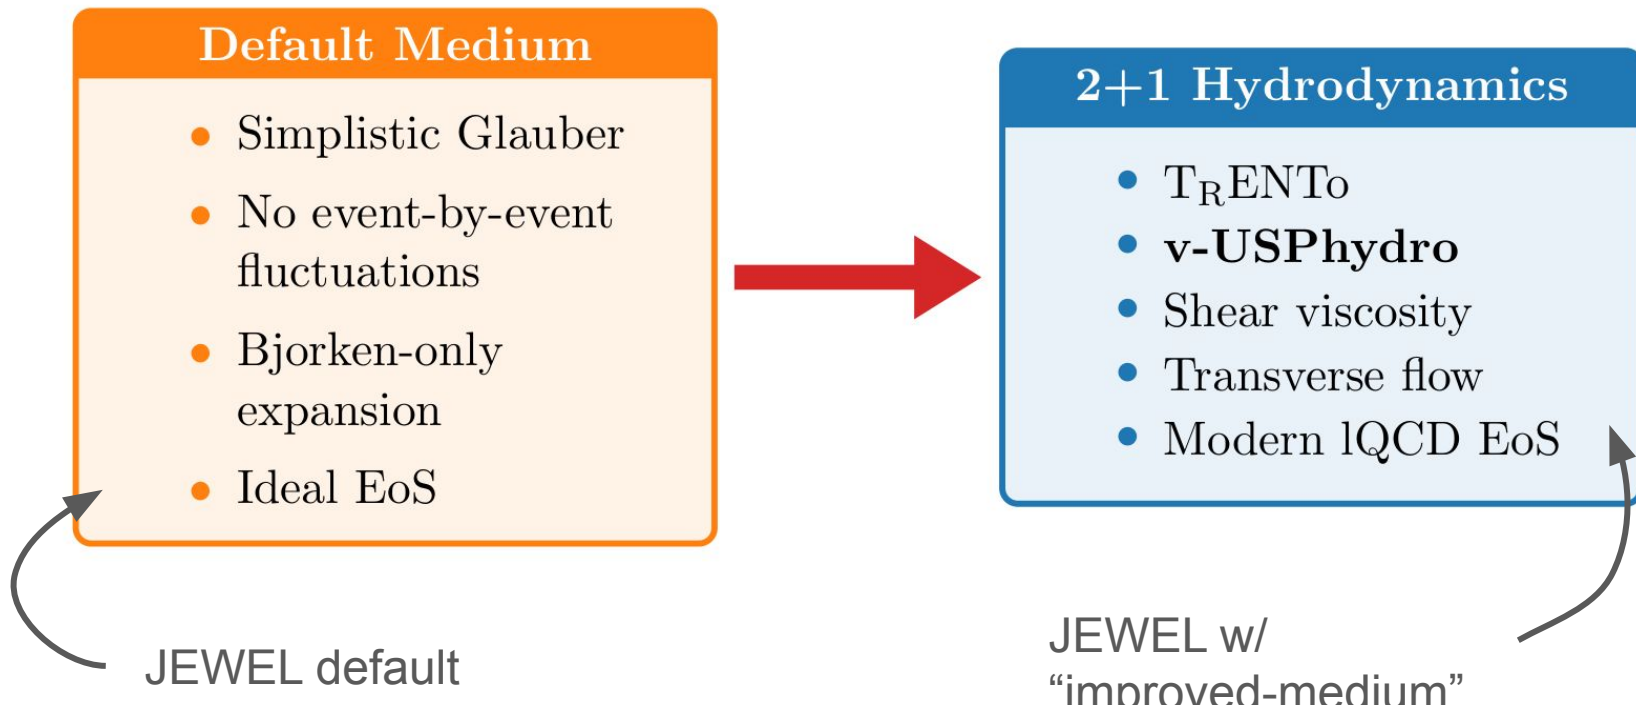 Default Medium
• Simplistic Glauber
• No event-by-event
fluctuations
• Bjorken-only
expansion
• Ideal EoS
JEWEL default
2+1 Hydrodynamics
• TRENTo
• v-USPhydro
• Shear viscosity
• Transverse flow
• Modern lQCD EoS
JEWEL w/
“improved-medium”